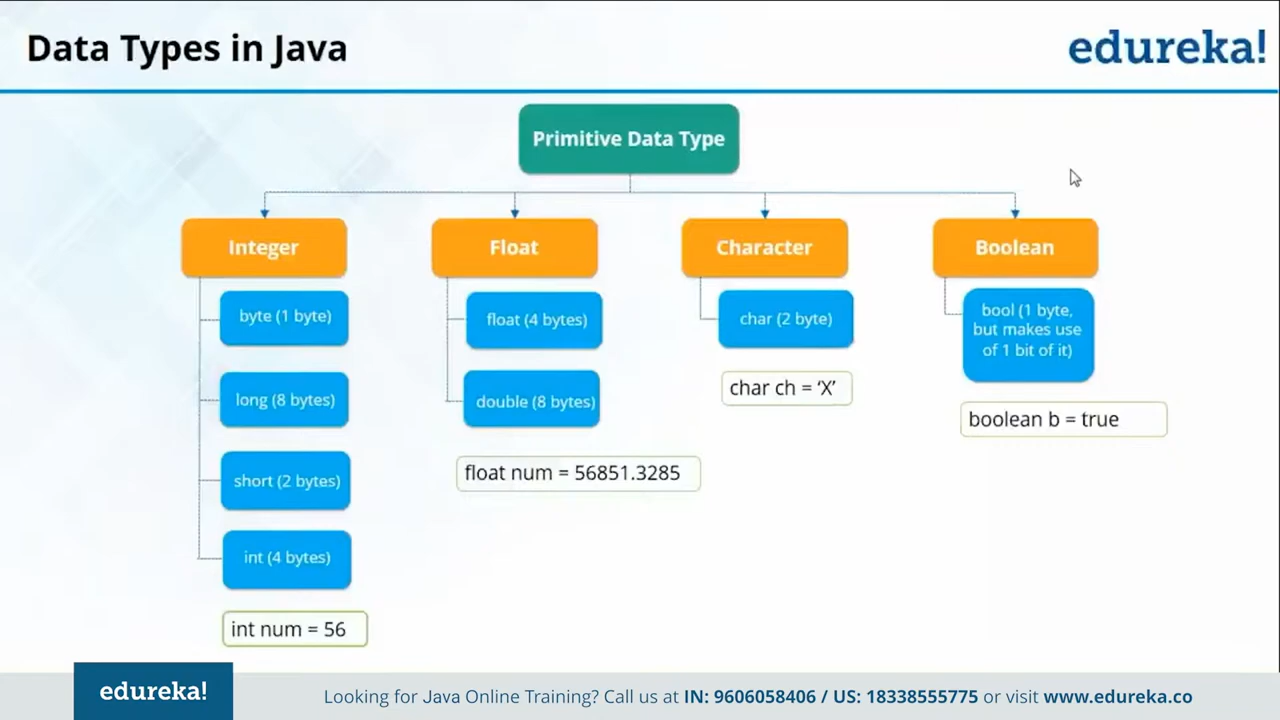 Data Types in Java
edureka!
Primitive Data Type
Integer
byte (1 byte)
long (8 bytes)
short (2 bytes)
int (4 bytes)
int num = 56
Float
float (4 bytes)
double (8 bytes)
float num = 56851.3285
Character
char (2 byte)
char ch = ‘X’
Boolean
bool (1 byte,
but makes use
of 1 bit of it)
boolean b = true
edureka!
Looking for Java Online Training? Call us at IN: 9606058406 / US: 18338555775 or visit www.edureka.co